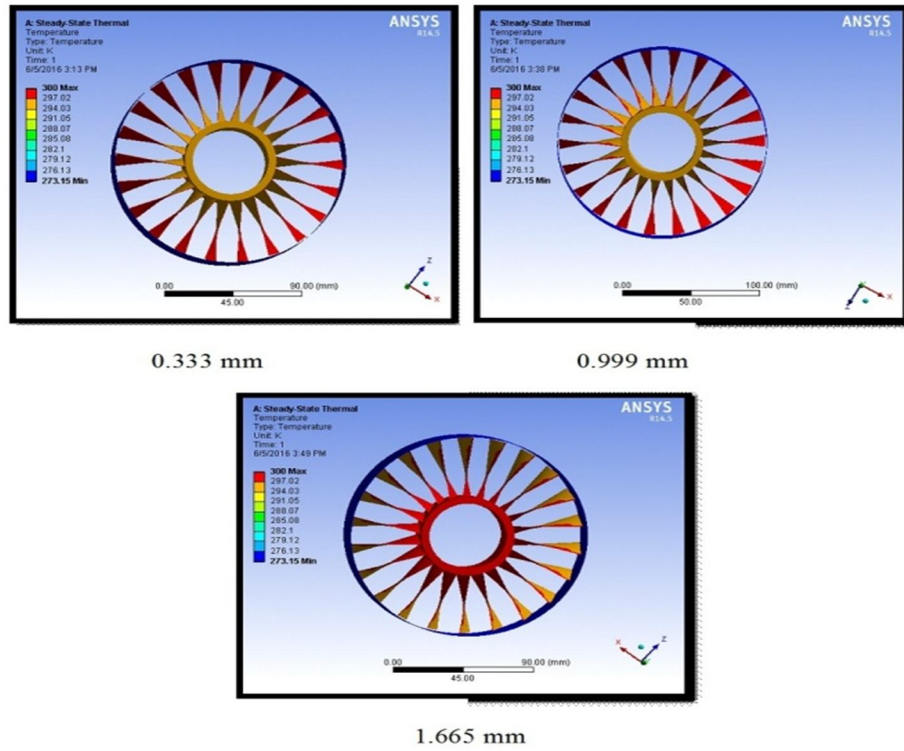 A: Steady-State Thermal
Temperature
Type: Temperature
Unit: K
Time: 1
6/5/2016 3:13 PM
ANSYS
R14.5
300 Max
297.02
294.03
291.05
288.07
285.08
282.1
279.12
276.13
273.15 Min
Z
X
0.00 90.00 (mm)
45.00
0.333 mm
A: Steady-State Thermal
Temperature
Type: Temperature
Unit: K
Time: 1
6/5/2016 3:38 PM
ANSYS
R14.5
300 Max
297.02
294.03
291.05
288.07
285.08
282.1
279.12
276.13
273.15 Min
X
Z
0.00 100.00 (mm)
50.00
0.999 mm
A: Steady-State Thermal
Temperature
Type: Temperature
Unit: K
Time: 1
6/5/2016 3:49 PM
ANSYS
R14.5
300 Max
297.02
294.03
291.05
288.07
285.08
282.1
279.12
276.13
273.15 Min
X
Z
0.00 90.00 (mm)
45.00
1.665 mm